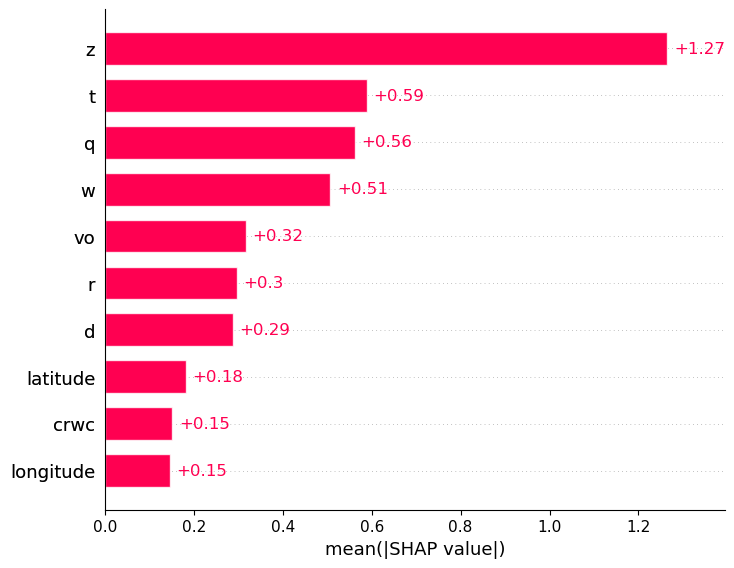 z +1.27
t +0.59
q +0.56
w +0.51
vo +0.32
r +0.3
d +0.29
latitude +0.18
crwc +0.15
longitude +0.15
0.0 0.2 0.4 0.6 0.8 1.0 1.2
mean(|SHAP value|)